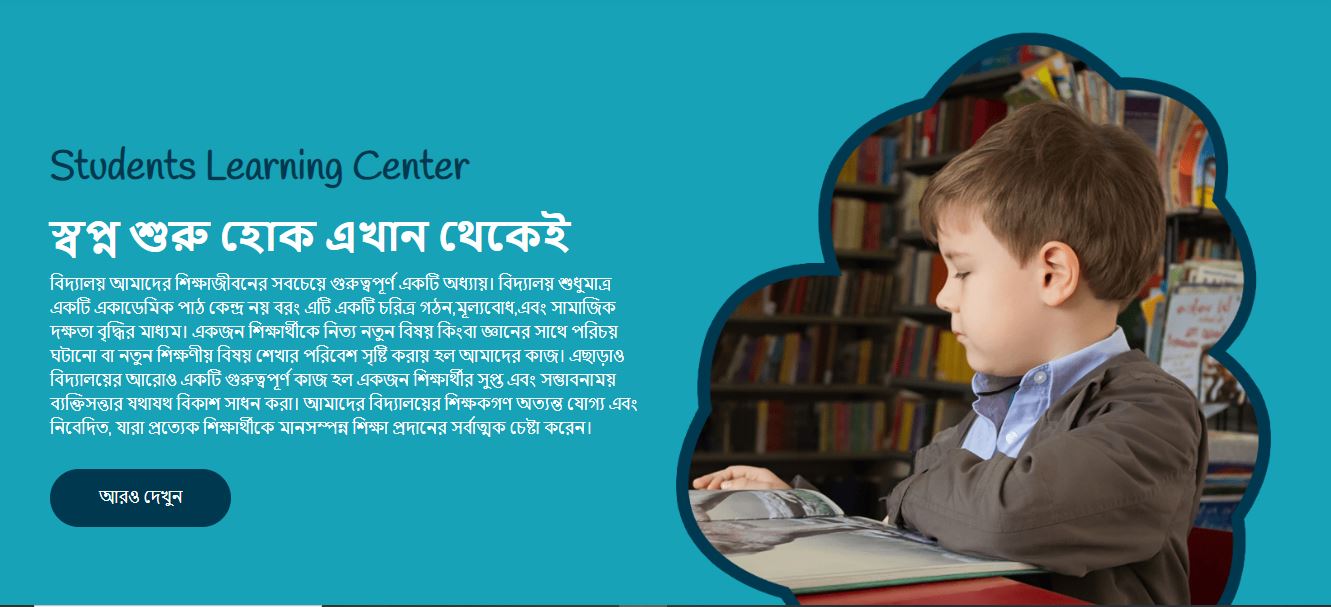 Students Learning Center
স্বপ্ন শুরু হোক এখান থেকেই
বিদ্যালয় আমাদের শিক্ষাজীবনের সবচেয়ে গুরুত্বপূর্ণ একটি অধ্যায়। বিদ্যালয় শুধুমাত্র
একটি একাডেমিক পাঠ কেন্দ্র নয় বরং এটি একটি চরিত্র গঠন,মূল্যবোধ,এবং সামাজিক
দক্ষতা বৃদ্ধির মাধ্যম। একজন শিক্ষার্থীকে নিত্য নতুন বিষয় কিংবা জ্ঞানের সাথে পরিচয়
ঘটানো বা নতুন শিক্ষণীয় বিষয় শেখার পরিবেশ সৃষ্টি করায় হল আমাদের কাজ। এছাড়াও
বিদ্যালয়ের আরোও একটি গুরুত্বপূর্ণ কাজ হল একজন শিক্ষার্থীর সুপ্ত এবং সম্ভাবনাময়
ব্যক্তিসত্তার যথাযথ বিকাশ সাধন করা। আমাদের বিদ্যালয়ের শিক্ষকগণ অত্যন্ত যোগ্য এবং
নিবেদিত, যারা প্রত্যেক শিক্ষার্থীকে মানসম্পন্ন শিক্ষা প্রদানের সর্বাত্মক চেষ্টা করেন।
আরও দেখুন